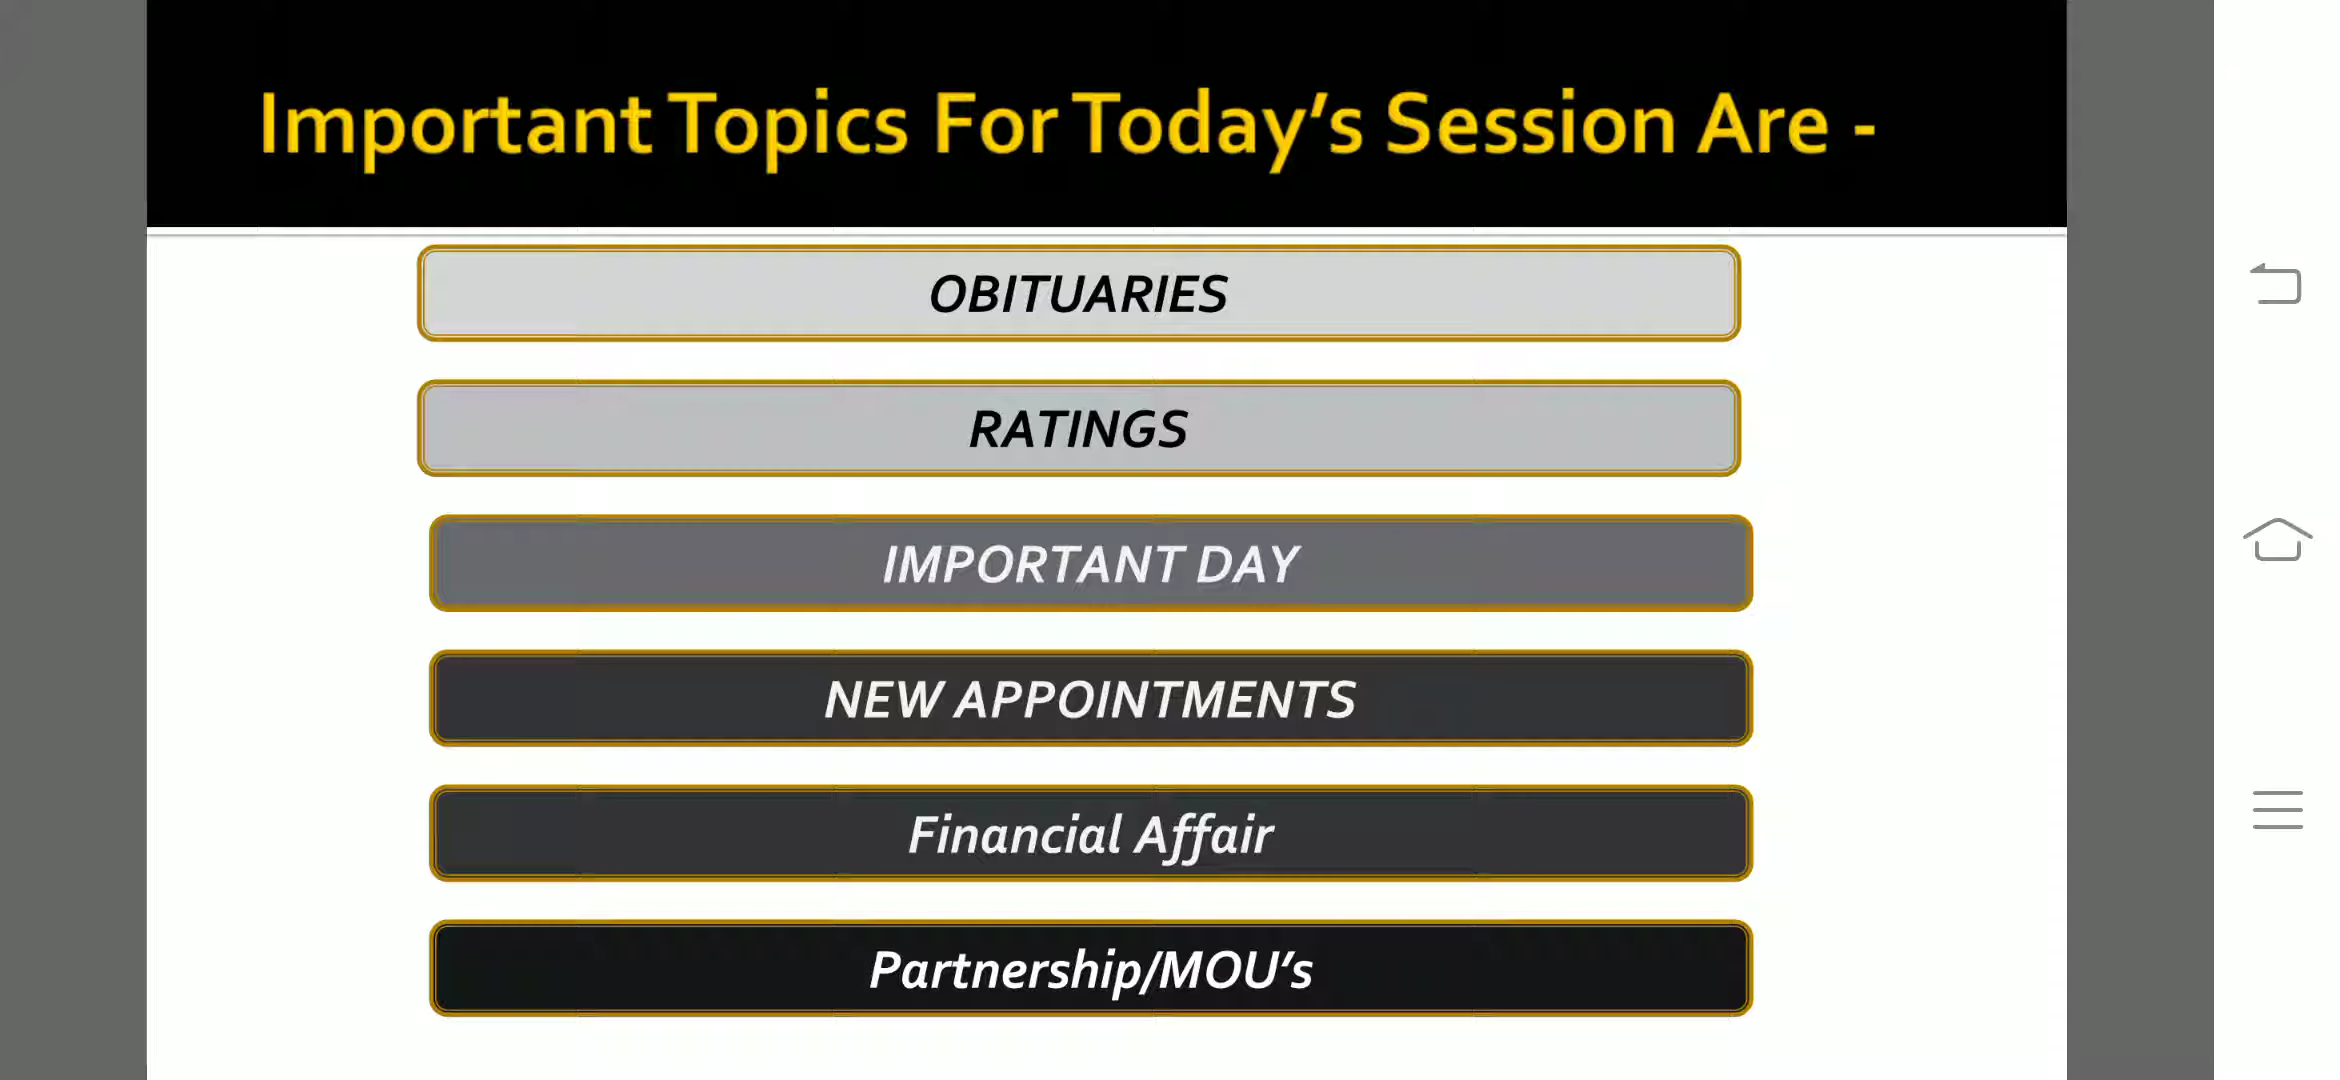 Important Topics For Today’s Session Are -
OBITUARIES
RATINGS
IMPORTANT DAY
NEW APPOINTMENTS
Financial Affair
Partnership/MOU’s